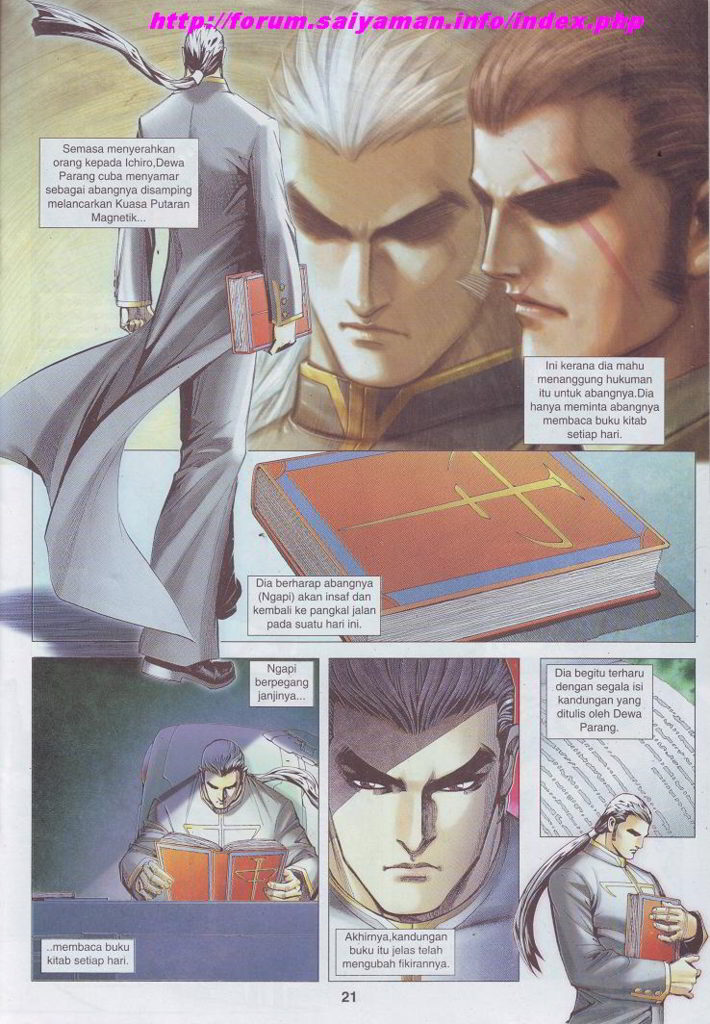 http://forum.saiyaman.info/index.php
Semasa menyerahkan
orang kepada Ichiro,Dewa
Parang cuba menyamar
sebagai abangnya disamping
melancarkan Kuasa Putaran
Magnetik...
Ini kerana dia mahu
menanggung hukuman
itu untuk abangnya.Dia
hanya meminta abangnya
membaca buku kitab
setiap hari.
Dia berharap abangnya
(Ngapi) akan insaf dan
kembali ke pangkal jalan
pada suatu hari ini.
Ngapi
berpegang
janjinya...
..membaca buku
kitab setiap hari.
Akhirnya,kandungan
buku itu jelas telah
mengubah fikirannya.
Dia begitu terharu
dengan segala isi
kandungan yang
ditulis oleh Dewa
Parang.
21